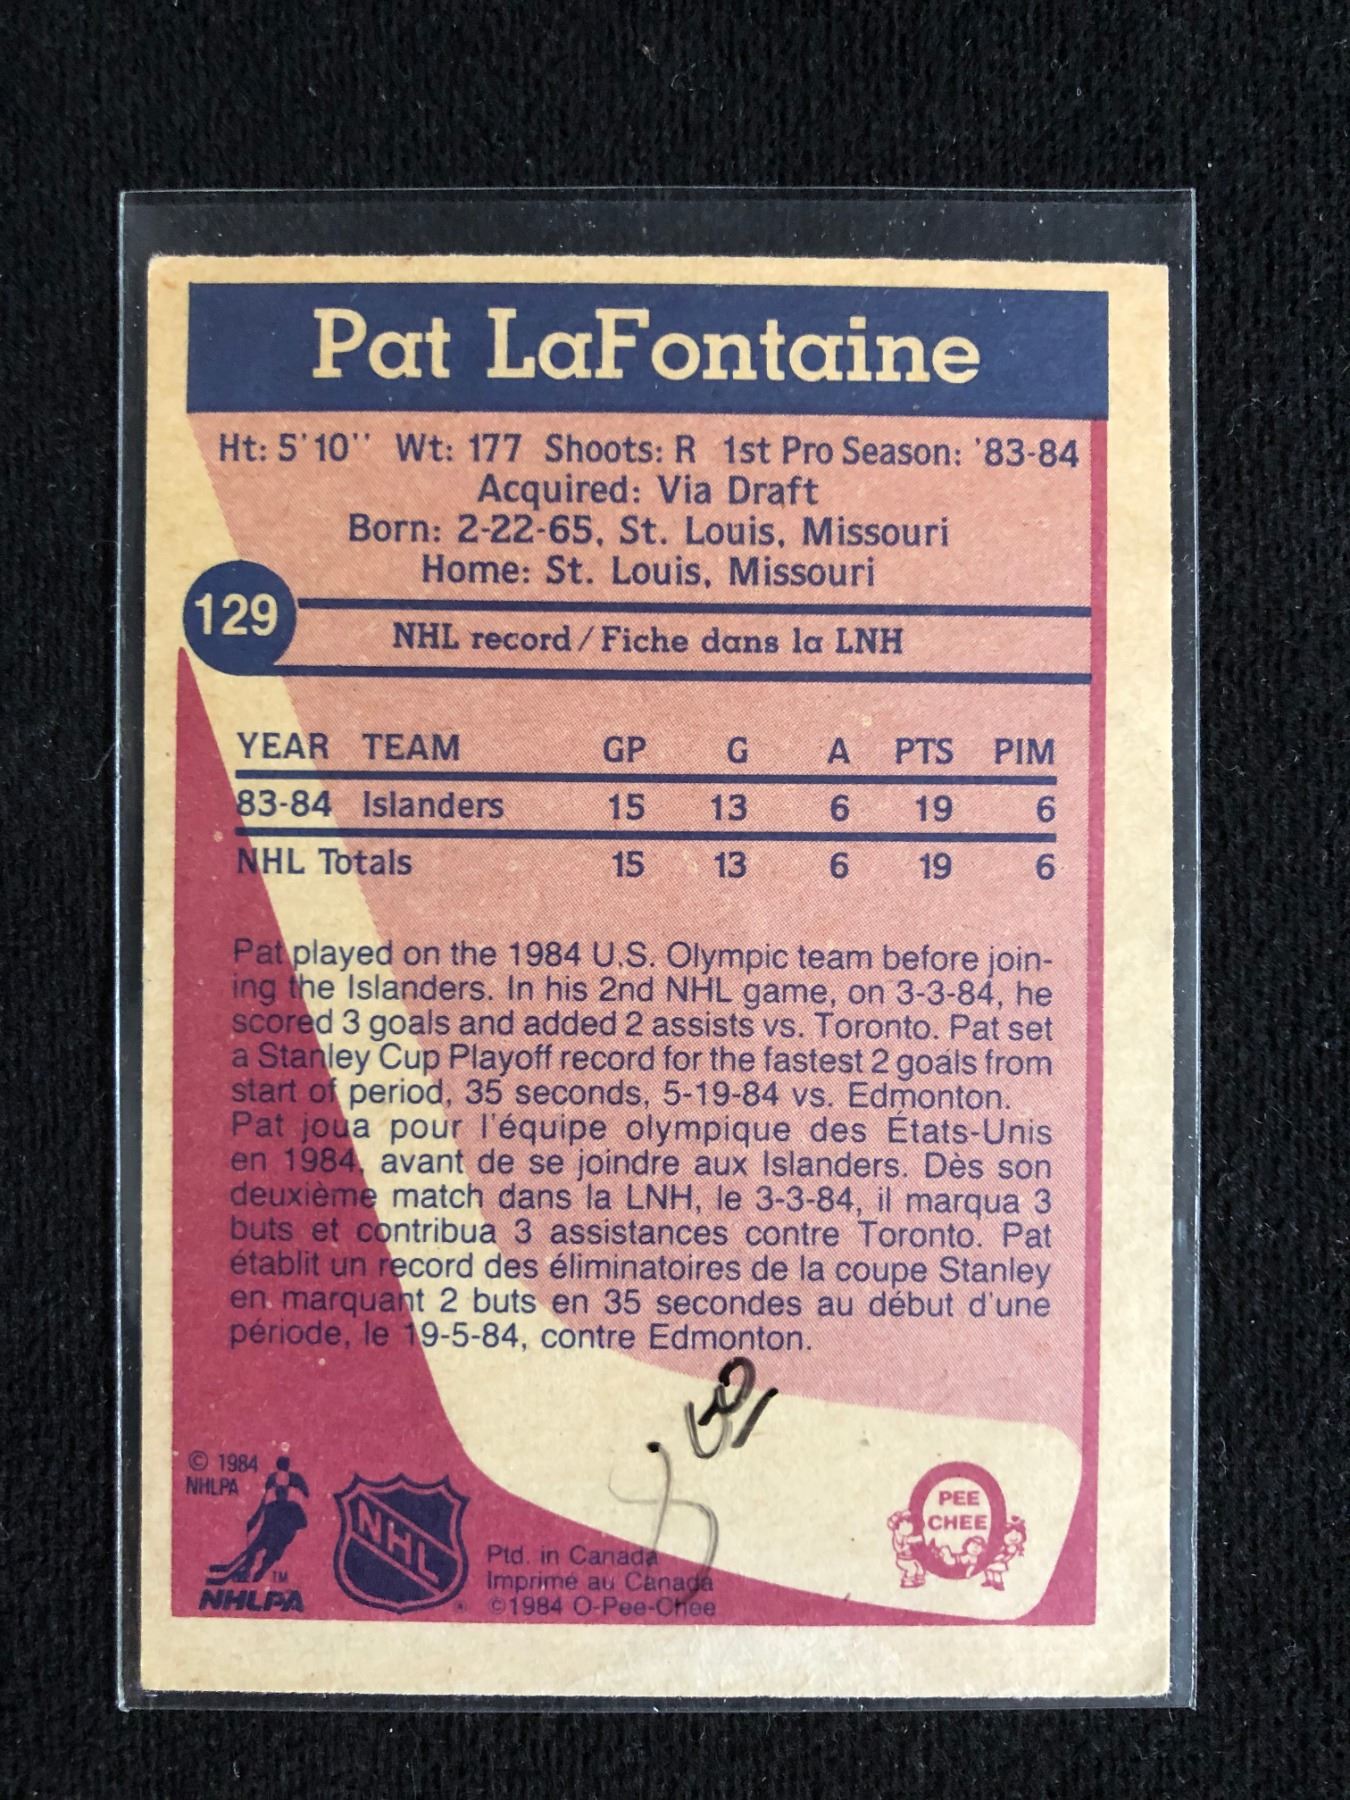 Pat LaFontaine
Ht: 5'10'' Wt: 177 Shoots: R 1st Pro Season: '83-84
Acquired: Via Draft
Born: 2-22-65, St. Louis, Missouri
Home: St. Louis, Missouri
129
NHL record/Fiche dans la LNH
YEAR TEAM GP G A PTS PIM
83-84 Islanders 15 13 6 19 6
NHL Totals 15 13 6 19 6
Pat played on the 1984 U.S. Olympic team before join-
ing the Islanders. In his 2nd NHL game, on 3-3-84, he
scored 3 goals and added 2 assists vs. Toronto. Pat set
a Stanley Cup Playoff record for the fastest 2 goals from
start of period, 35 seconds, 5-19-84 vs. Edmonton.
Pat joua pour l'équipe olympique des États-Unis
en 1984, avant de se joindre aux Islanders. Dès son
deuxième match dans la LNH, le 3-3-84, il marqua 3
buts et contribua 3 assistances contre Toronto. Pat
établit un record des éliminatoires de la coupe Stanley
en marquant 2 buts en 35 secondes au début d'une
période, le 19-5-84, contre Edmonton.
© 1984
NHLPA
TM
NHLPA
NHL
®
Ptd. in Canada
Imprimé au Canada
©1984 O-Pee-Chee
PEE
CHEE